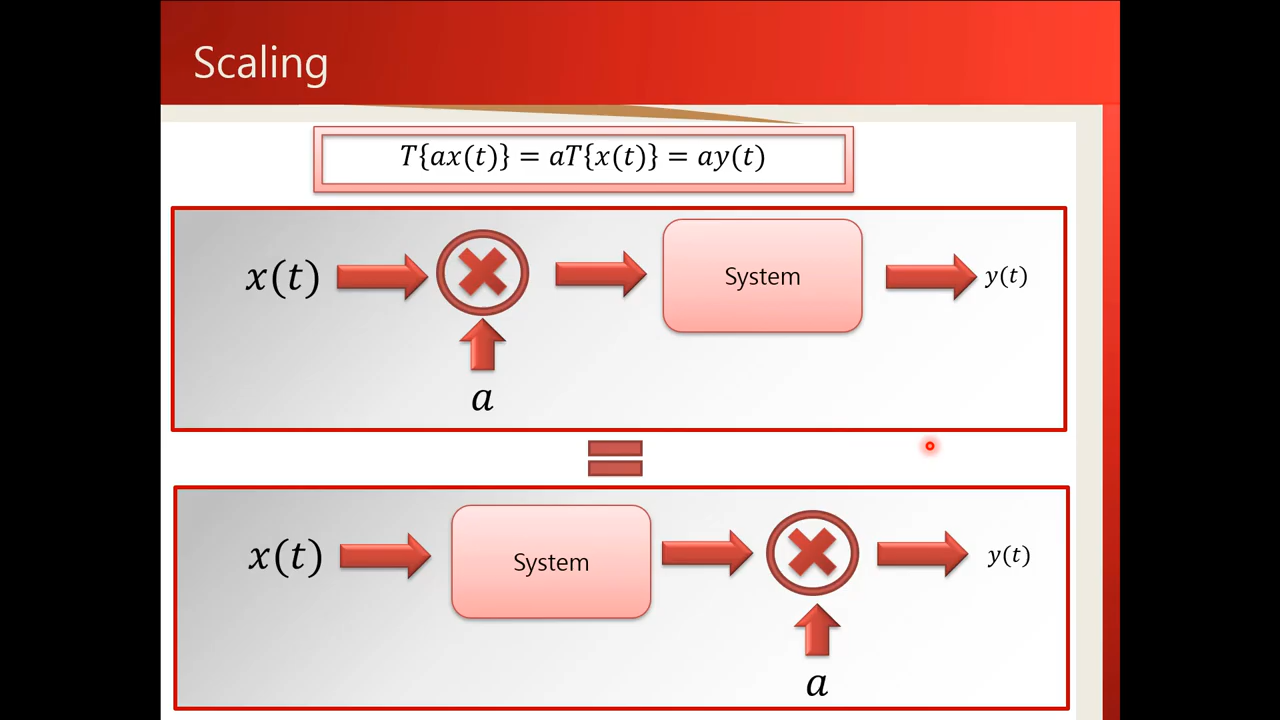 Scaling
T{ax(t)} = aT{x(t)} = ay(t)
x(t) System y(t)
a
x(t) System y(t)
a